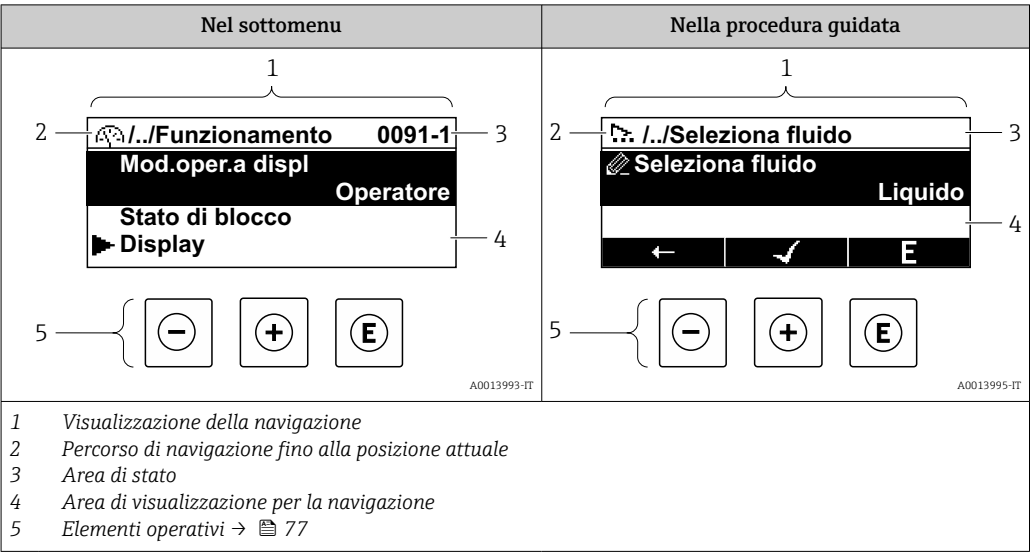 Nel sottomenu
Nella procedura guidata
1
2
/../Funzionamento 0091-1
3
Mod.oper.a displ
Operatore
Stato di blocco
Display
4
5
- + E
A0013993-IT
1
2
/../Seleziona fluido
3
Seleziona fluido
Liquido
4
← ✓ E
5
- + E
A0013995-IT
1 Visualizzazione della navigazione
2 Percorso di navigazione fino alla posizione attuale
3 Area di stato
4 Area di visualizzazione per la navigazione
5 Elementi operativi → 77